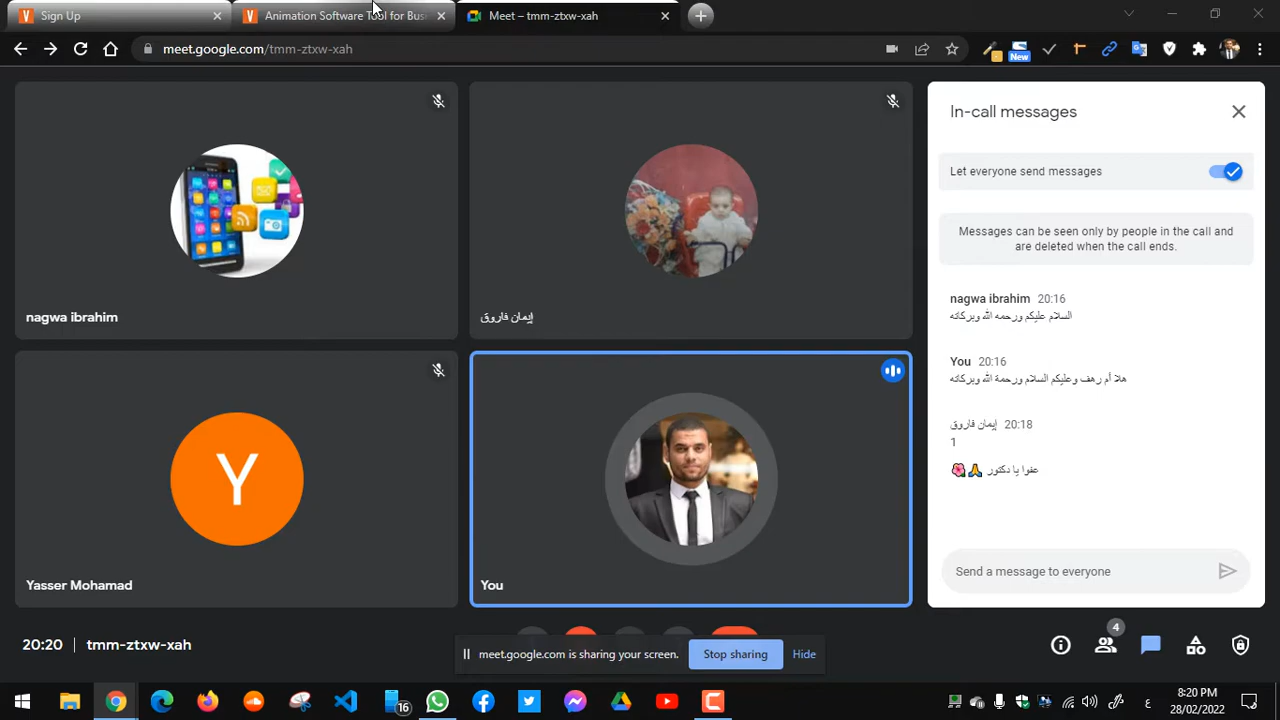 Sign Up
Animation Software Tool for Busi
Meet – tmm-ztxw-xah
meet.google.com/tmm-ztxw-xah
New
In-call messages
Let everyone send messages
Messages can be seen only by people in the call and
are deleted when the call ends.
nagwa ibrahim 20:16
السلام عليكم ورحمه الله وبركاته
You 20:16
هلا أم رهف وعليكم السلام ورحمة الله وبركاته
إيمان فاروق 20:18
1
عفوا يا دكتور 🙏🌺
Send a message to everyone
nagwa ibrahim
إيمان فاروق
Y
Yasser Mohamad
You
20:20 | tmm-ztxw-xah
meet.google.com is sharing your screen.
Stop sharing
Hide
4
16
8:20 PM
28/02/2022
ع